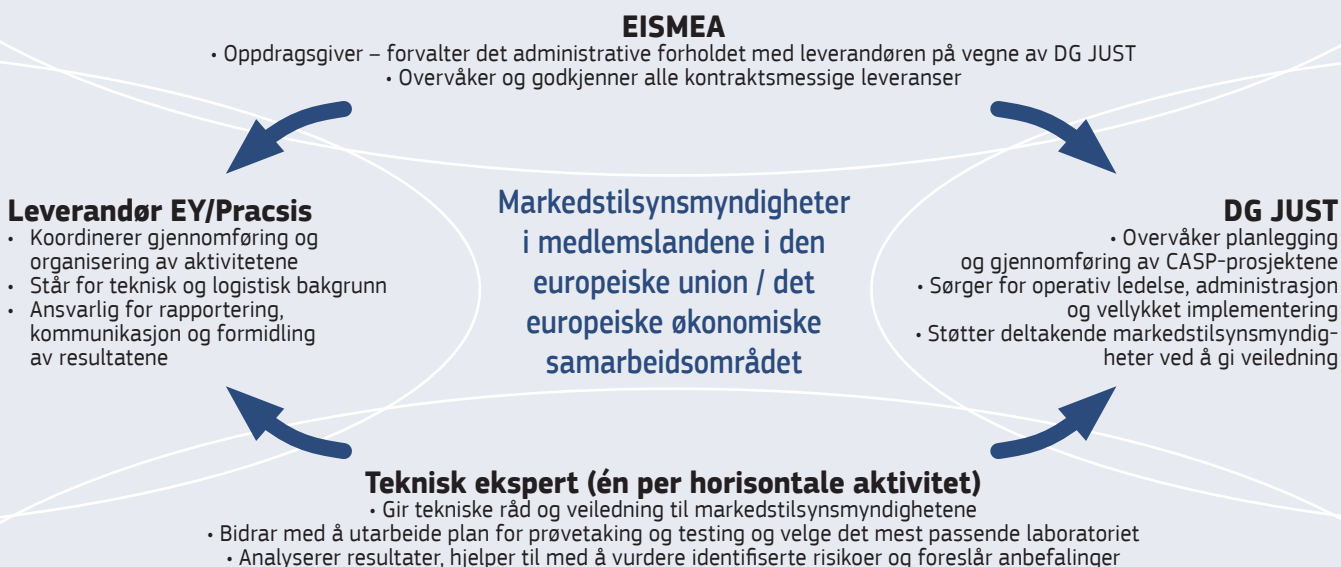 EISMEA
• Oppdragsgiver – forvalter det administrative forholdet med leverandøren på vegne av DG JUST
• Overvåker og godkjenner alle kontraktsmessige leveranser
Leverandør EY/Pracsis
• Koordinerer gjennomføring og
organisering av aktivitetene
• Står for teknisk og logistisk bakgrunn
• Ansvarlig for rapportering,
kommunikasjon og formidling
av resultatene
Markedstilsynsmyndigheter
i medlemslandene i den
europeiske union / det
europeiske økonomiske
samarbeidsområdet
DG JUST
• Overvåker planlegging
og gjennomføring av CASP-prosjektene
• Sørger for operativ ledelse, administrasjon
og vellykket implementering
• Støtter deltakende markedstilsynsmyndig-
heter ved å gi veiledning
Teknisk ekspert (én per horisontale aktivitet)
• Gir tekniske råd og veiledning til markedstilsynsmyndighetene
• Bidrar med å utarbeide plan for prøvetaking og testing og velge det mest passende laboratoriet
• Analyserer resultater, hjelper til med å vurdere identifiserte risikoer og foreslår anbefalinger